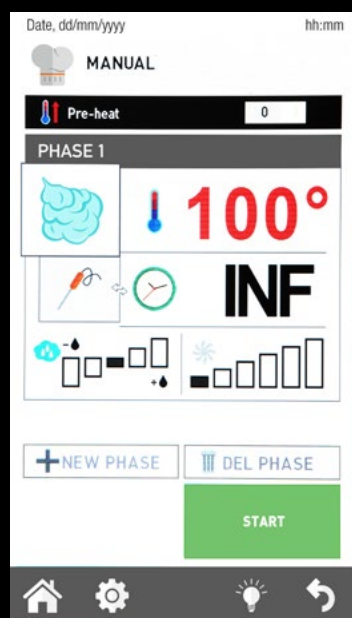 Date, dd/mm/yyyy hh:mm
MANUAL
Pre-heat 0
PHASE 1
100°
INF
- +
+NEW PHASE DEL PHASE
START